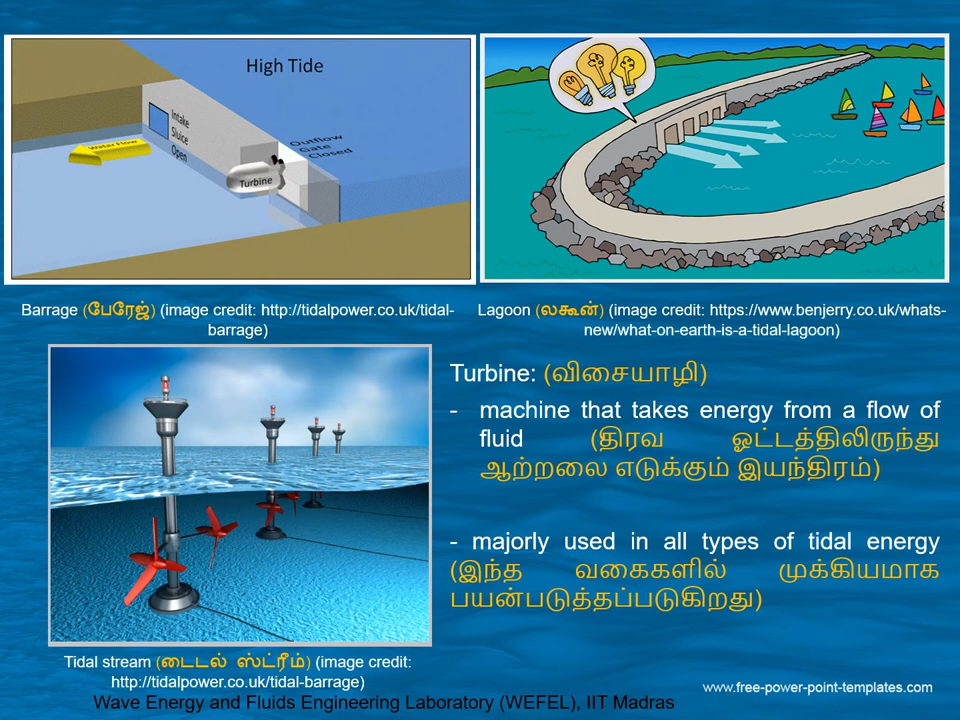 High Tide
Intake
Sluice
Open
Outflow
Gate
Closed
Water Flow
Turbine
Barrage (பேரேஜ்) (image credit: http://tidalpower.co.uk/tidal-
barrage)
Lagoon (லகூன்) (image credit: https://www.benjerry.co.uk/whats-
new/what-on-earth-is-a-tidal-lagoon)
Turbine: (விசையாழி)
- machine that takes energy from a flow of
fluid (திரவ ஓட்டத்திலிருந்து
ஆற்றலை எடுக்கும் இயந்திரம்)
- majorly used in all types of tidal energy
(இந்த வகைகளில் முக்கியமாக
பயன்படுத்தப்படுகிறது)
Tidal stream (டைடல் ஸ்ட்ரீம்) (image credit:
http://tidalpower.co.uk/tidal-barrage)
www.free-power-point-templates.com
Wave Energy and Fluids Engineering Laboratory (WEFEL), IIT Madras